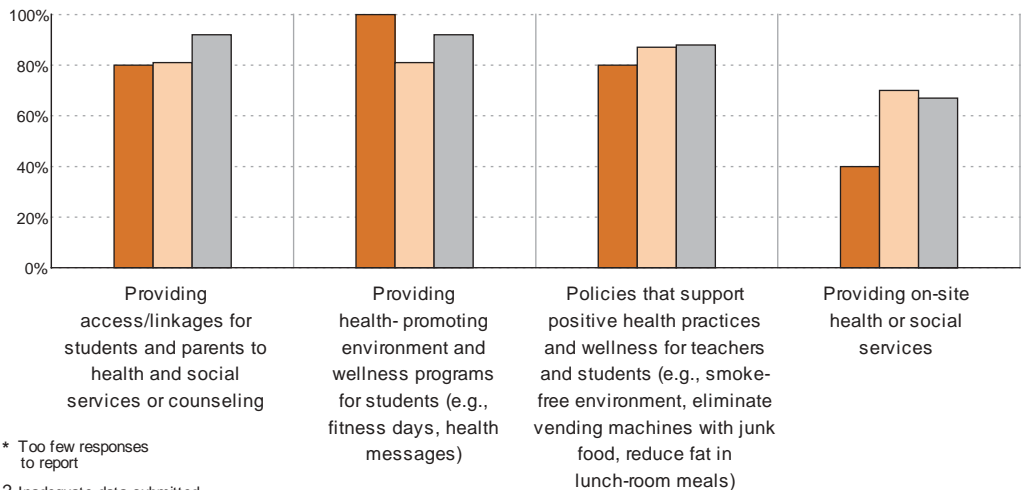 100%
80%
60%
40%
20%
0%
Providing
access/linkages for
students and parents to
health and social
services or counseling
Providing
health- promoting
environment and
wellness programs
for students (e.g.,
fitness days, health
messages)
Policies that support
positive health practices
and wellness for teachers
and students (e.g., smoke-
free environment, eliminate
vending machines with junk
food, reduce fat in
lunch-room meals)
Providing on-site
health or social
services
* Too few responses
to report
? Inadequate data submitted